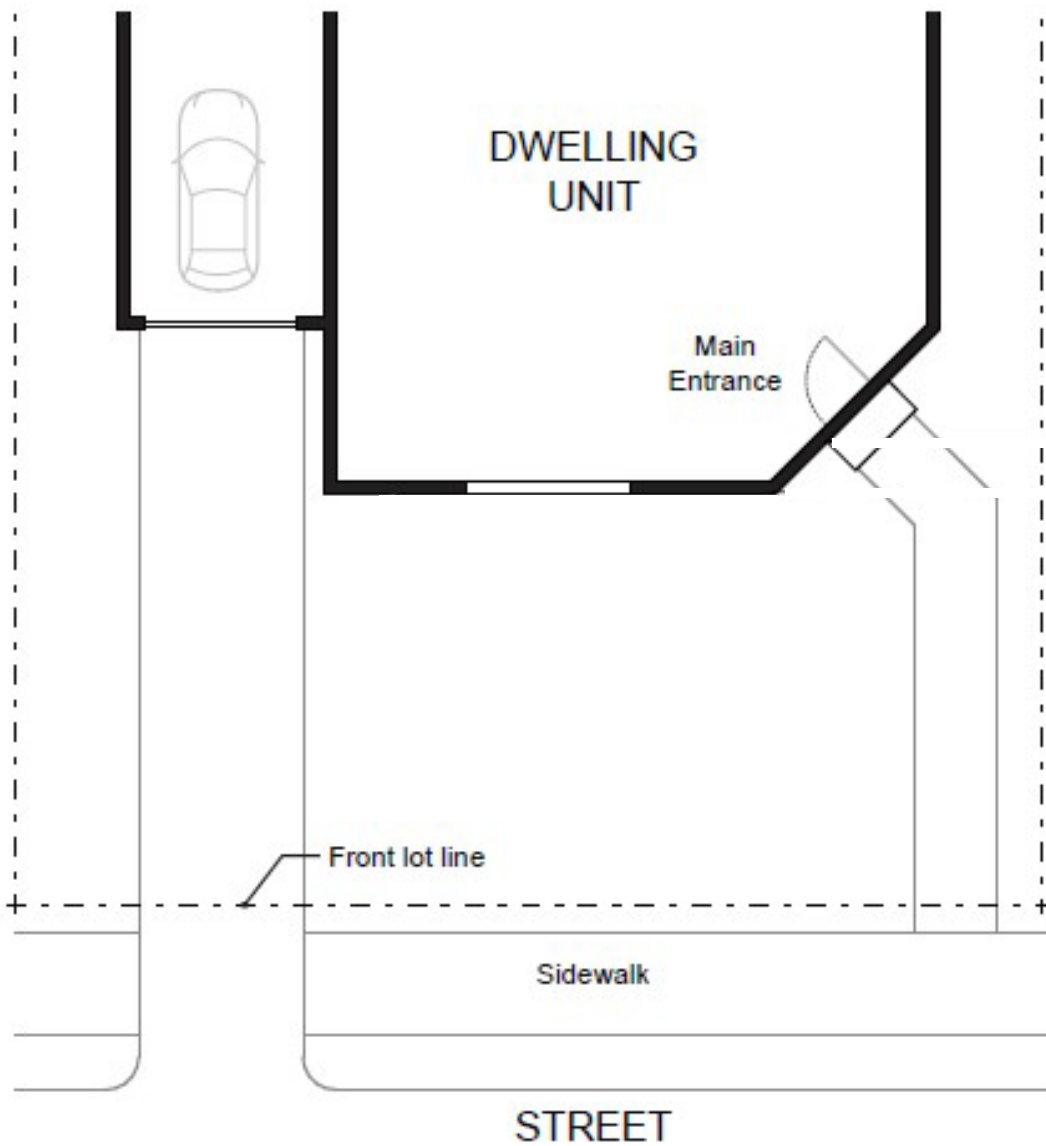 DWELLING
UNIT
Main
Entrance
Front lot line
Sidewalk
STREET